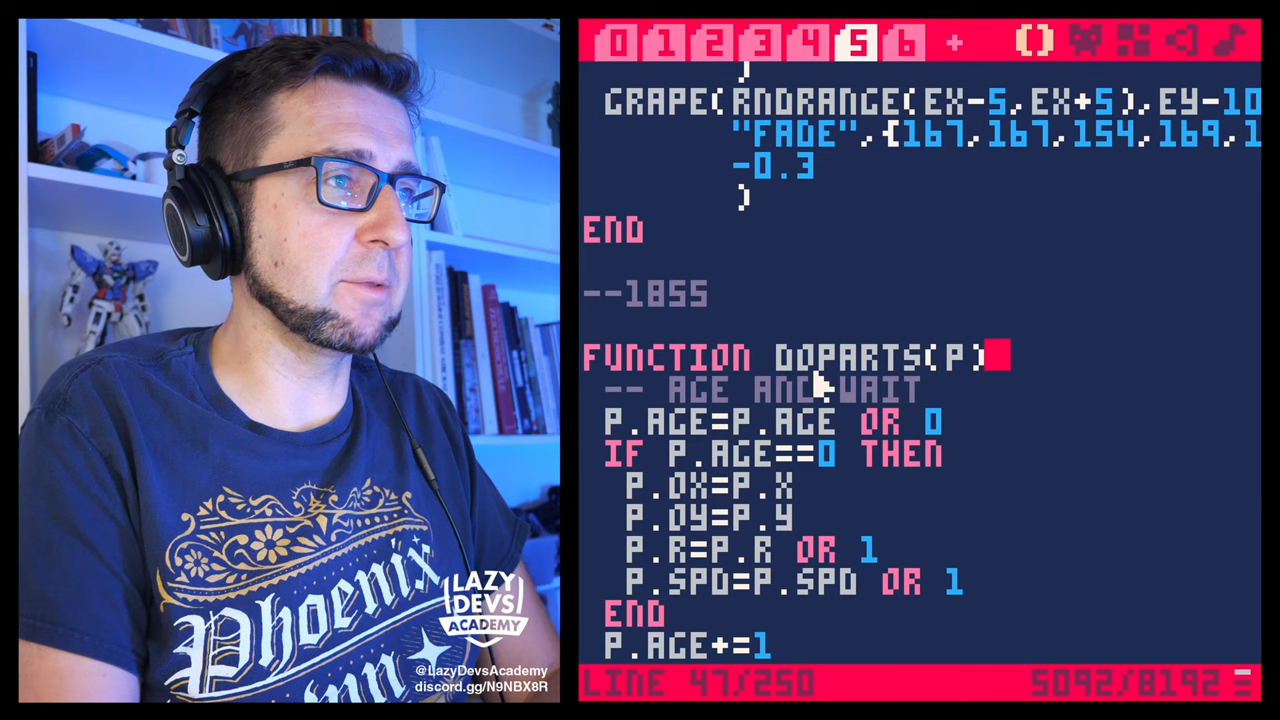 0 1 2 3 4 5 6 +
)
GRAPE(RNDRANGE(EX-5,EX+5),EY-10
"FADE",{167,167,154,169,1
-0.3
)
END
--1855
FUNCTION DOPARTS(P)
-- AGE AND WAIT
P.AGE=P.AGE OR 0
IF P.AGE==0 THEN
P.OX=P.X
P.OY=P.Y
P.R=P.R OR 1
P.SPD=P.SPD OR 1
END
P.AGE+=1
LINE 47/250 5092/8192
Phoenix
LAZY
DEVS
ACADEMY
@LazyDevsAcademy
discord.gg/N9NBX8R